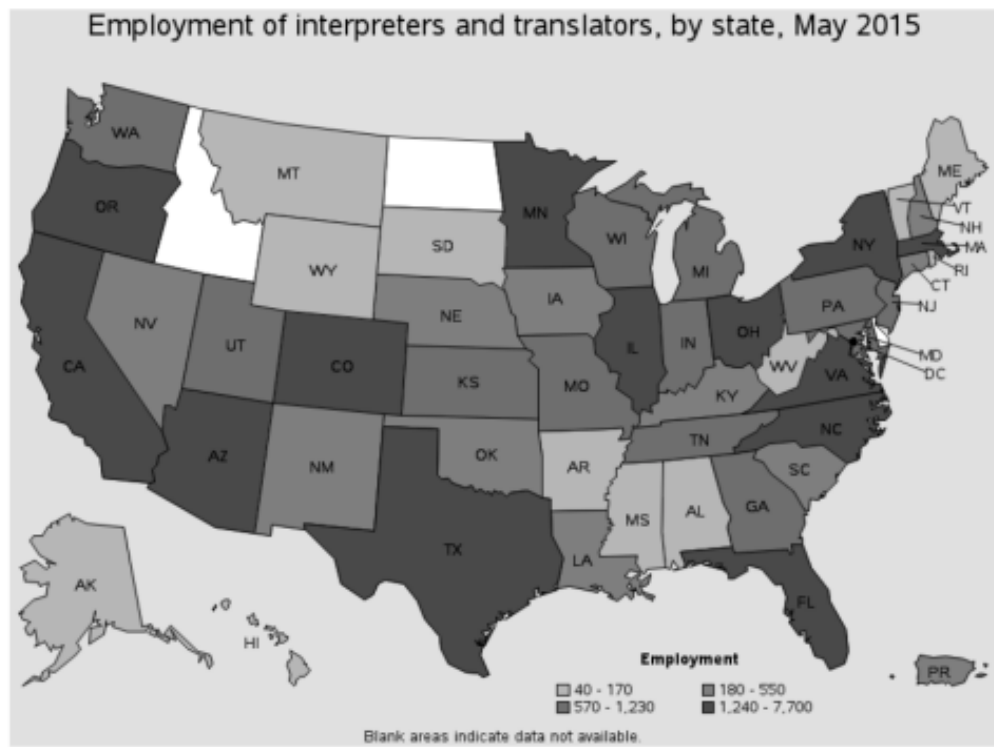 Employment of interpreters and translators, by state, May 2015
WA
MT
ME
OR
MN
VT
NH
SD
WI
NY
MA
WY
MI
RI
CT
IA
PA
NJ
NE
NV
OH
IL
IN
UT
MD
CO
WV
DC
CA
VA
KS
MO
KY
NC
TN
OK
AZ
NM
AR
SC
MS
AL
GA
TX
LA
AK
FL
HI
PR
Employment
40 - 170
180 - 550
570 - 1,230
1,240 - 7,700
Blank areas indicate data not available.